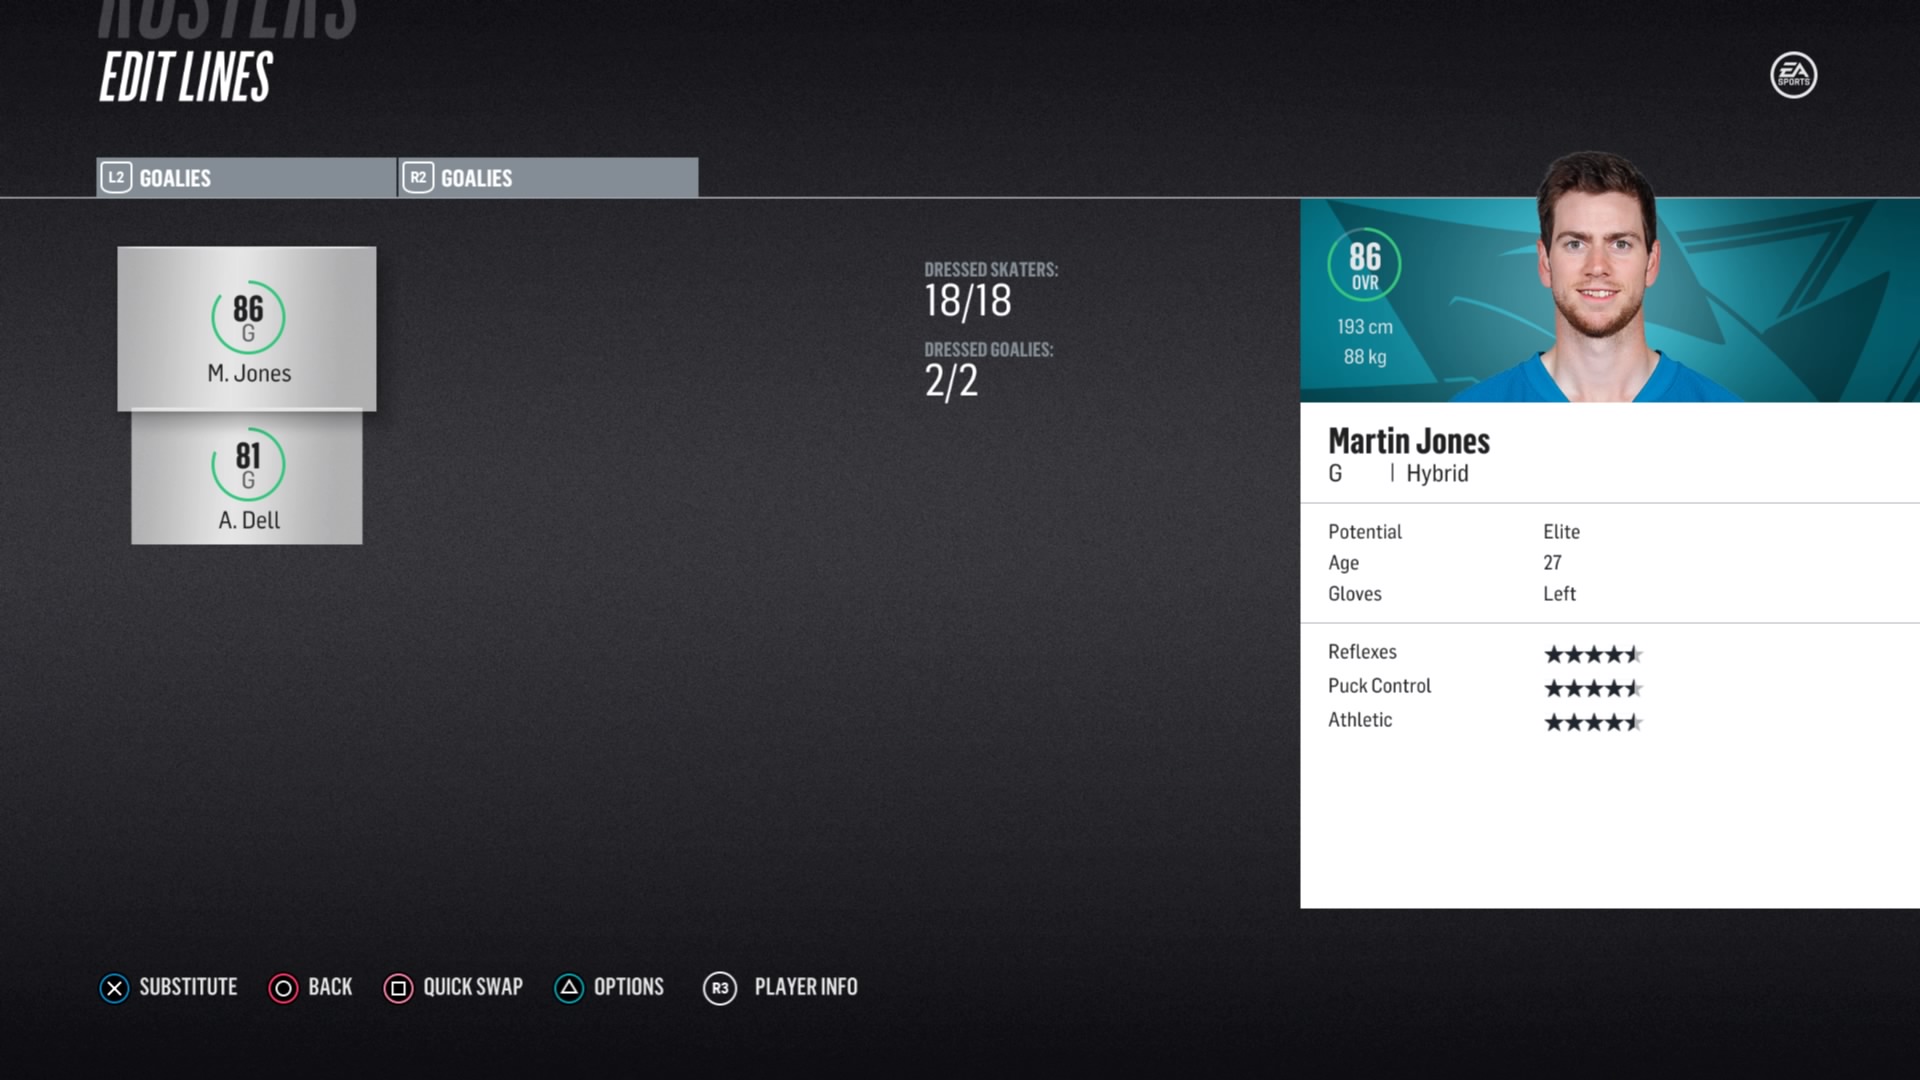 ROSTERS
EDIT LINES
EA SPORTS
L2 GOALIES
R2 GOALIES
86
G
M. Jones
81
G
A. Dell
DRESSED SKATERS:
18/18
DRESSED GOALIES:
2/2
86
OVR
193 cm
88 kg
Martin Jones
G | Hybrid
Potential Elite
Age 27
Gloves Left
Reflexes
Puck Control
Athletic
SUBSTITUTE BACK QUICK SWAP OPTIONS R3 PLAYER INFO